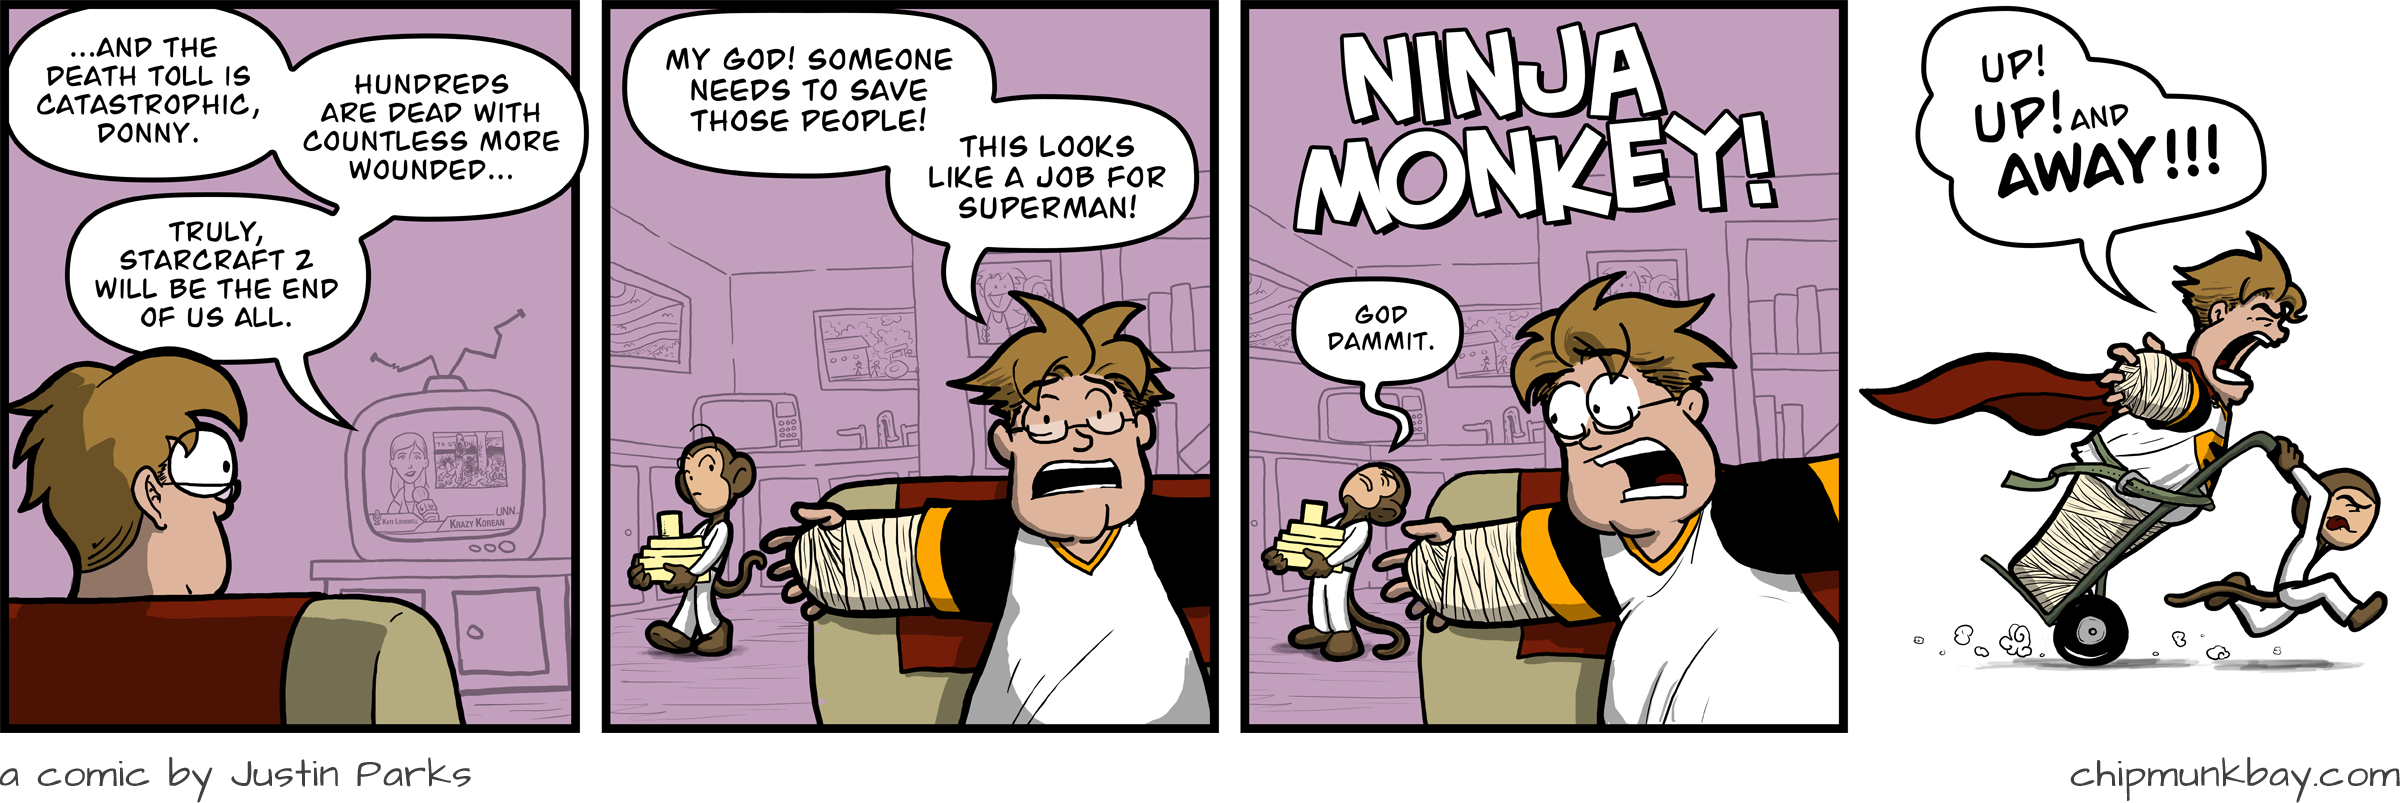 ...AND THE
DEATH TOLL IS
CATASTROPHIC,
DONNY.
HUNDREDS
ARE DEAD WITH
COUNTLESS MORE
WOUNDED...
TRULY,
STARCRAFT 2
WILL BE THE END
OF US ALL.
UNN
KATE LOCKWELL
KRAZY KOREAN
MY GOD! SOMEONE
NEEDS TO SAVE
THOSE PEOPLE!
THIS LOOKS
LIKE A JOB FOR
SUPERMAN!
NINJA
MONKEY!
GOD
DAMMIT.
UP!
UP! AND
AWAY!!!
a comic by Justin Parks
chipmunkbay.com